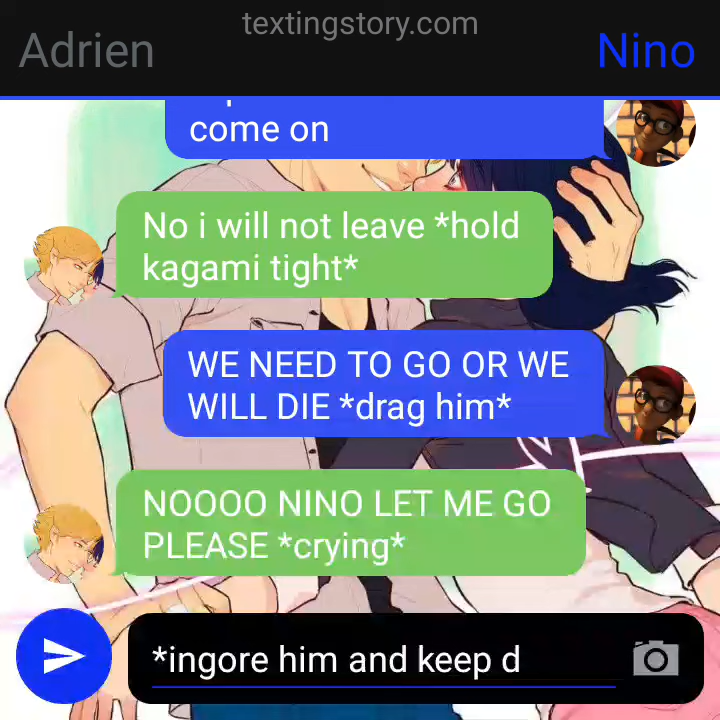 textingstory.com
Adrien
Nino
come on
No i will not leave *hold
kagami tight*
WE NEED TO GO OR WE
WILL DIE *drag him*
NOOOO NINO LET ME GO
PLEASE *crying*
*ingore him and keep d